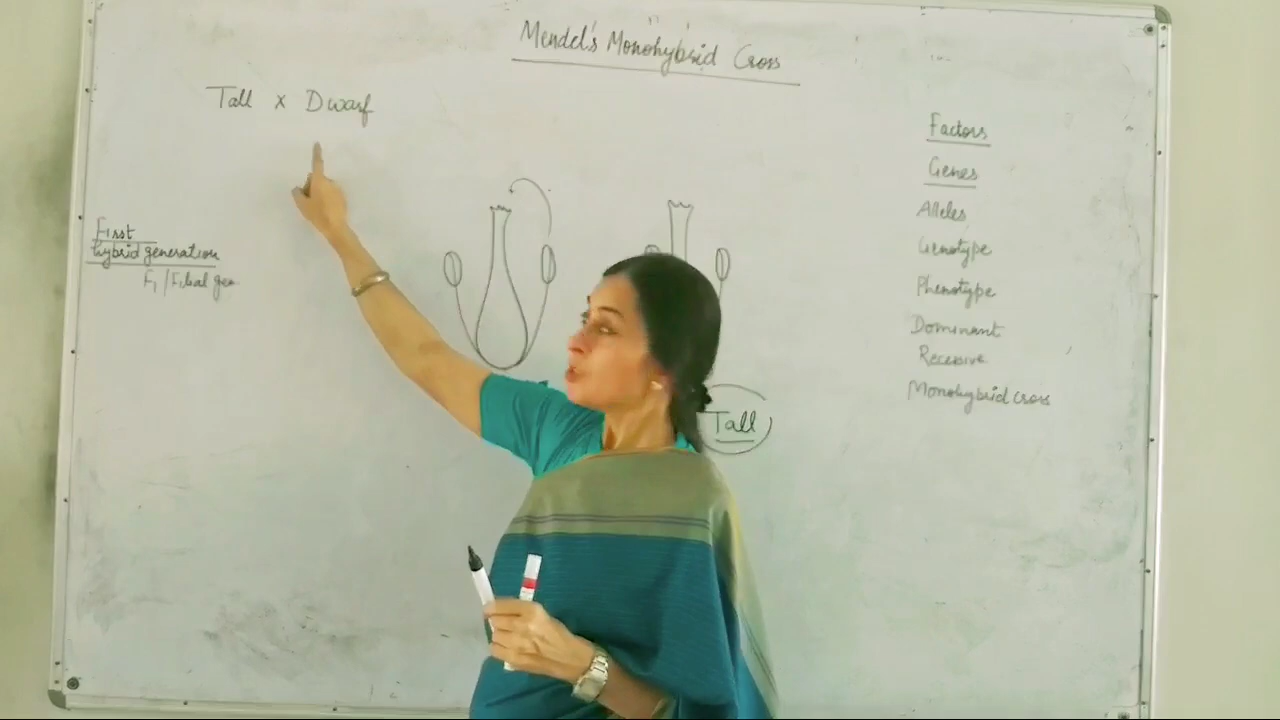 Mendel's Monohybrid Cross
Tall x Dwarf
First
hybrid generation
F1 / Filial gen
Tall
Factors
Genes
Alleles
Genotype
Phenotype
Dominant
Recessive
Monohybrid cross